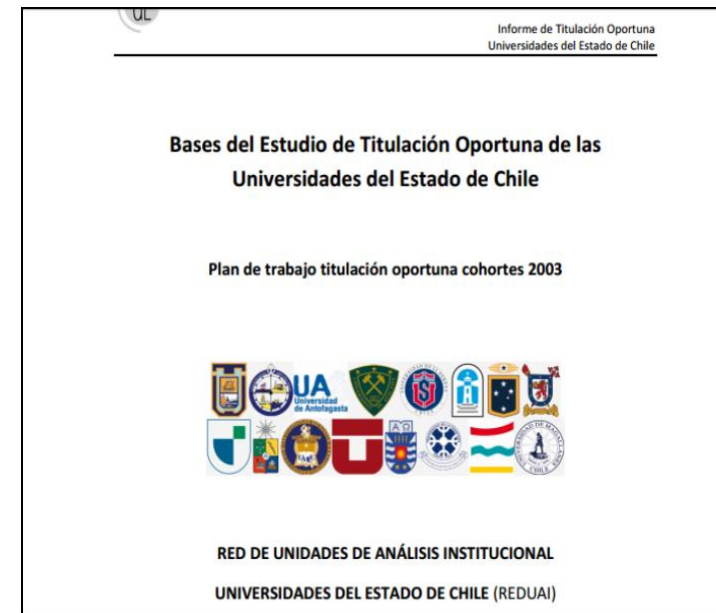 Informe de Titulación Oportuna
Universidades del Estado de Chile
Bases del Estudio de Titulación Oportuna de las
Universidades del Estado de Chile
Plan de trabajo titulación oportuna cohortes 2003
UA
Universidad
de Antofagasta
RED DE UNIDADES DE ANÁLISIS INSTITUCIONAL
UNIVERSIDADES DEL ESTADO DE CHILE (REDUAI)